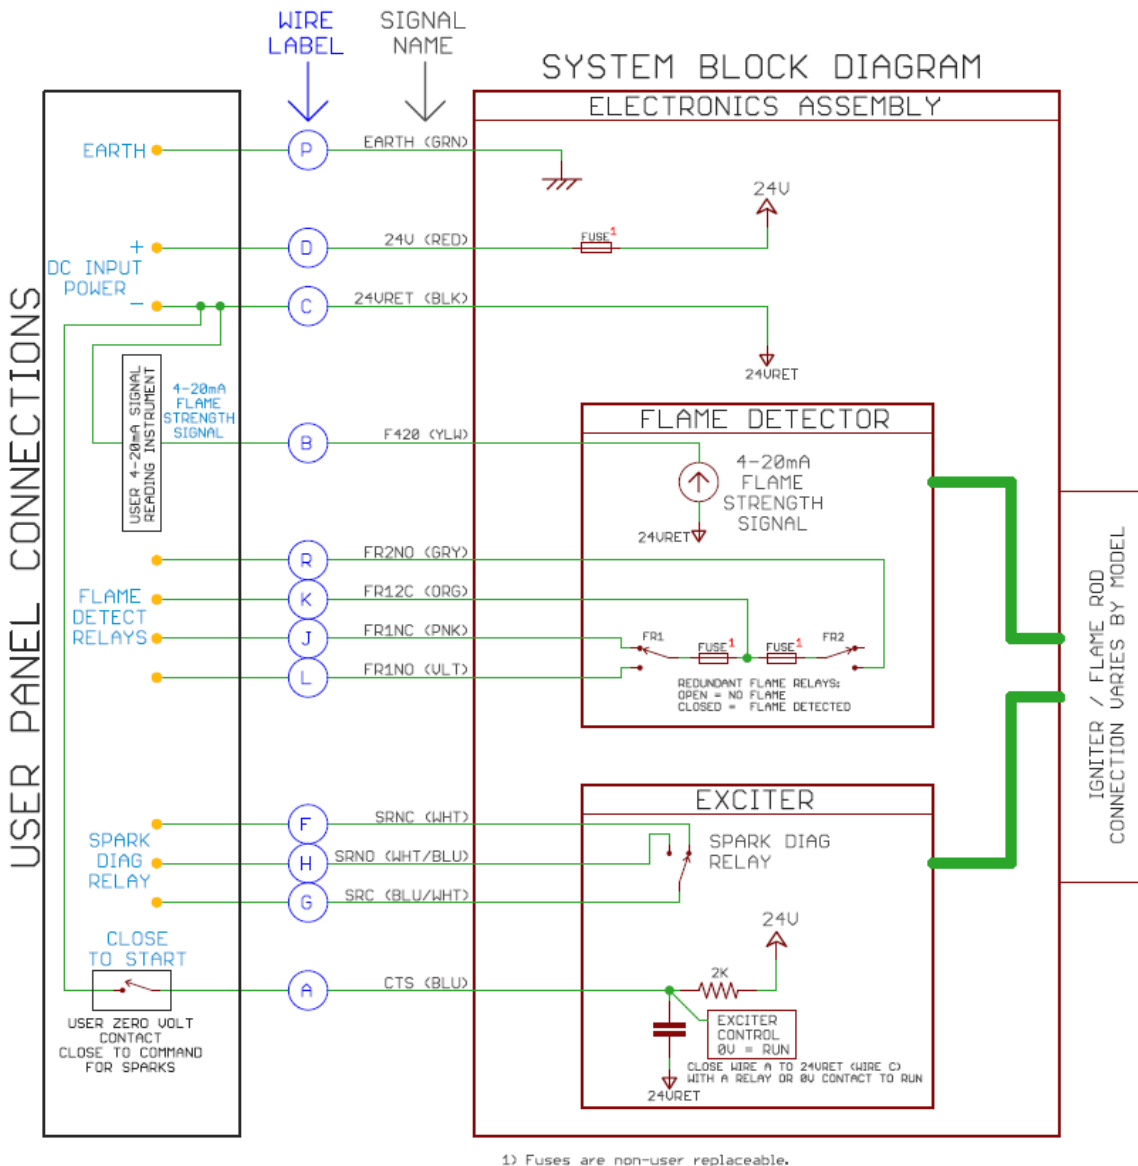 WIRE
LABEL
SIGNAL
NAME
SYSTEM BLOCK DIAGRAM
ELECTRONICS ASSEMBLY
USER PANEL CONNECTIONS
EARTH
P
EARTH (GRN)
24V
+
DC INPUT
POWER
−
D
24V (RED)
FUSE1
C
24VRET (BLK)
24VRET
USER 4-20mA SIGNAL
READING INSTRUMENT
4-20mA
FLAME
STRENGTH
SIGNAL
B
F420 (YLW)
FLAME DETECTOR
4-20mA
FLAME
STRENGTH
SIGNAL
24VRET
R
FR2NO (GRY)
FLAME
DETECT
RELAYS
K
FR12C (ORG)
J
FR1NC (PNK)
L
FR1NO (VLT)
FR1
FUSE1
FUSE1
FR2
REDUNDANT FLAME RELAYS:
OPEN = NO FLAME
CLOSED = FLAME DETECTED
IGNITER / FLAME ROD
CONNECTION VARIES BY MODEL
EXCITER
SPARK
DIAG
RELAY
F
SRNC (WHT)
H
SRNO (WHT/BLU)
G
SRC (BLU/WHT)
SPARK DIAG
RELAY
24V
CLOSE
TO START
A
CTS (BLU)
2K
USER ZERO VOLT
CONTACT
CLOSE TO COMMAND
FOR SPARKS
EXCITER
CONTROL
0V = RUN
CLOSE WIRE A TO 24VRET (WIRE C)
WITH A RELAY OR 0V CONTACT TO RUN
24VRET
1) Fuses are non-user replaceable.